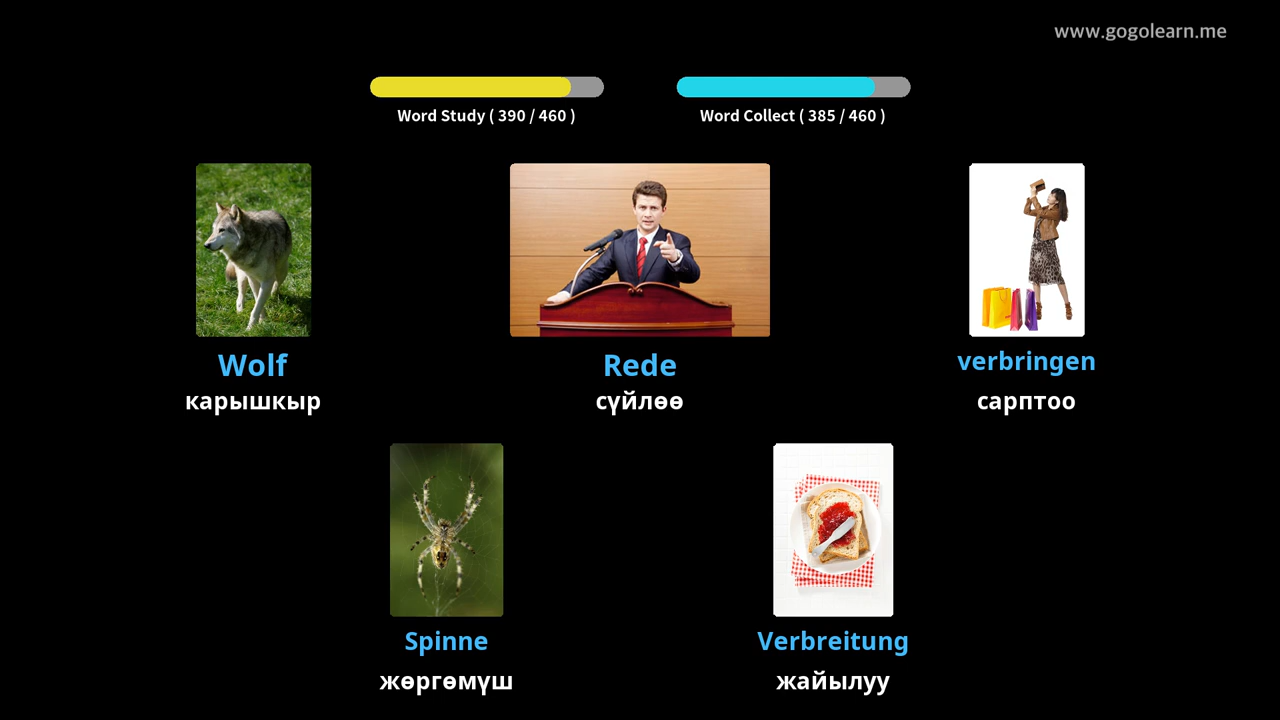 www.gogolearn.me
Word Study ( 390 / 460 )
Word Collect ( 385 / 460 )
Wolf
карышкыр
Rede
сүйлөө
verbringen
сарптоо
Spinne
жөргөмүш
Verbreitung
жайылуу